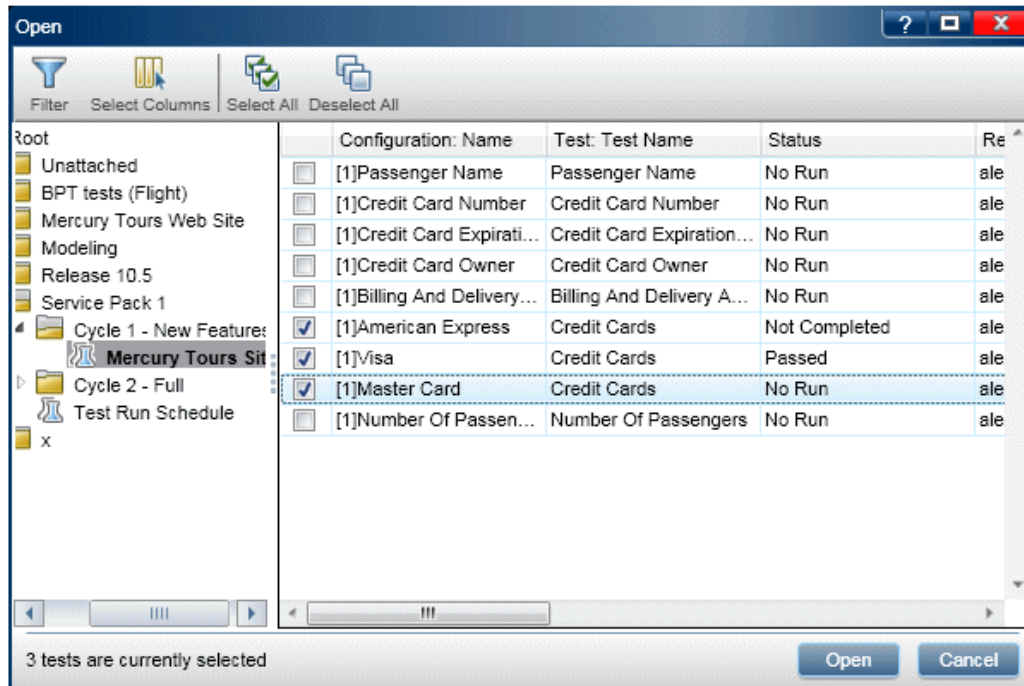 Open
?
Filter Select Columns Select All Deselect All
Root
Unattached
BPT tests (Flight)
Mercury Tours Web Site
Modeling
Release 10.5
Service Pack 1
Cycle 1 - New Features
Mercury Tours Sit
Cycle 2 - Full
Test Run Schedule
x
Configuration: Name Test: Test Name Status Re
[1]Passenger Name Passenger Name No Run ale
[1]Credit Card Number Credit Card Number No Run ale
[1]Credit Card Expirati... Credit Card Expiration... No Run ale
[1]Credit Card Owner Credit Card Owner No Run ale
[1]Billing And Delivery... Billing And Delivery A... No Run ale
[1]American Express Credit Cards Not Completed ale
[1]Visa Credit Cards Passed ale
[1]Master Card Credit Cards No Run ale
[1]Number Of Passen... Number Of Passengers No Run ale
3 tests are currently selected
Open Cancel